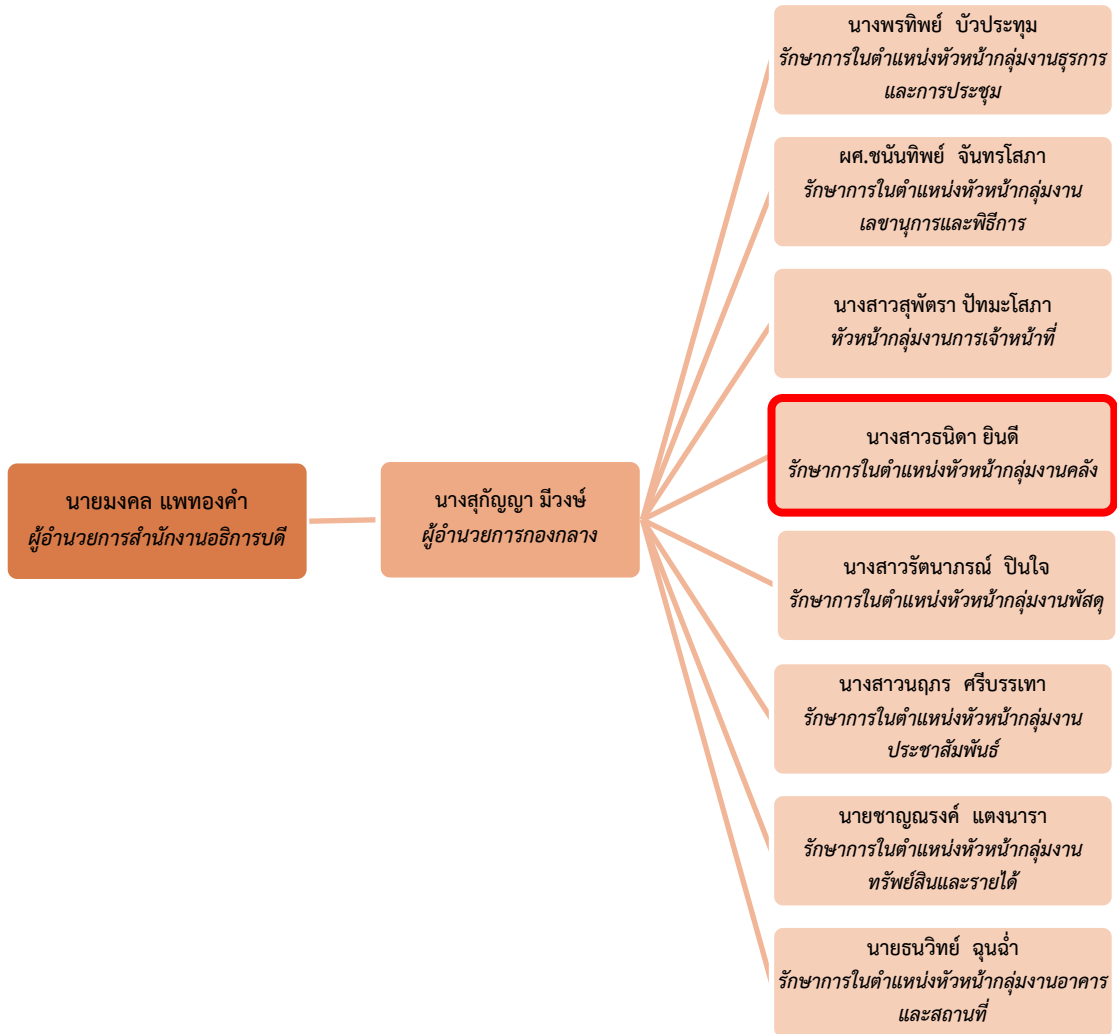 นายมงคล แพทองคำ
ผู้อำนวยการสำนักงานอธิการบดี
นางสุกัญญา มีวงษ์
ผู้อำนวยการกองกลาง
นางพรทิพย์ บัวประทุม
รักษาการในตำแหน่งหัวหน้ากลุ่มงานธุรการ
และการประชุม
ผศ.ชนันทิพย์ จันทรโสภา
รักษาการในตำแหน่งหัวหน้ากลุ่มงาน
เลขานุการและพิธีการ
นางสาวสุพัตรา ปัทมะโสภา
หัวหน้ากลุ่มงานการเจ้าหน้าที่
นางสาวธนิดา ยินดี
รักษาการในตำแหน่งหัวหน้ากลุ่มงานคลัง
นางสาวรัตนาภรณ์ ปินใจ
รักษาการในตำแหน่งหัวหน้ากลุ่มงานพัสดุ
นางสาวนฤภร ศรีบรรเทา
รักษาการในตำแหน่งหัวหน้ากลุ่มงาน
ประชาสัมพันธ์
นายชาญณรงค์ แตงนารา
รักษาการในตำแหน่งหัวหน้ากลุ่มงาน
ทรัพย์สินและรายได้
นายธนวิทย์ ฉุนฉ่ำ
รักษาการในตำแหน่งหัวหน้ากลุ่มงานอาคาร
และสถานที่